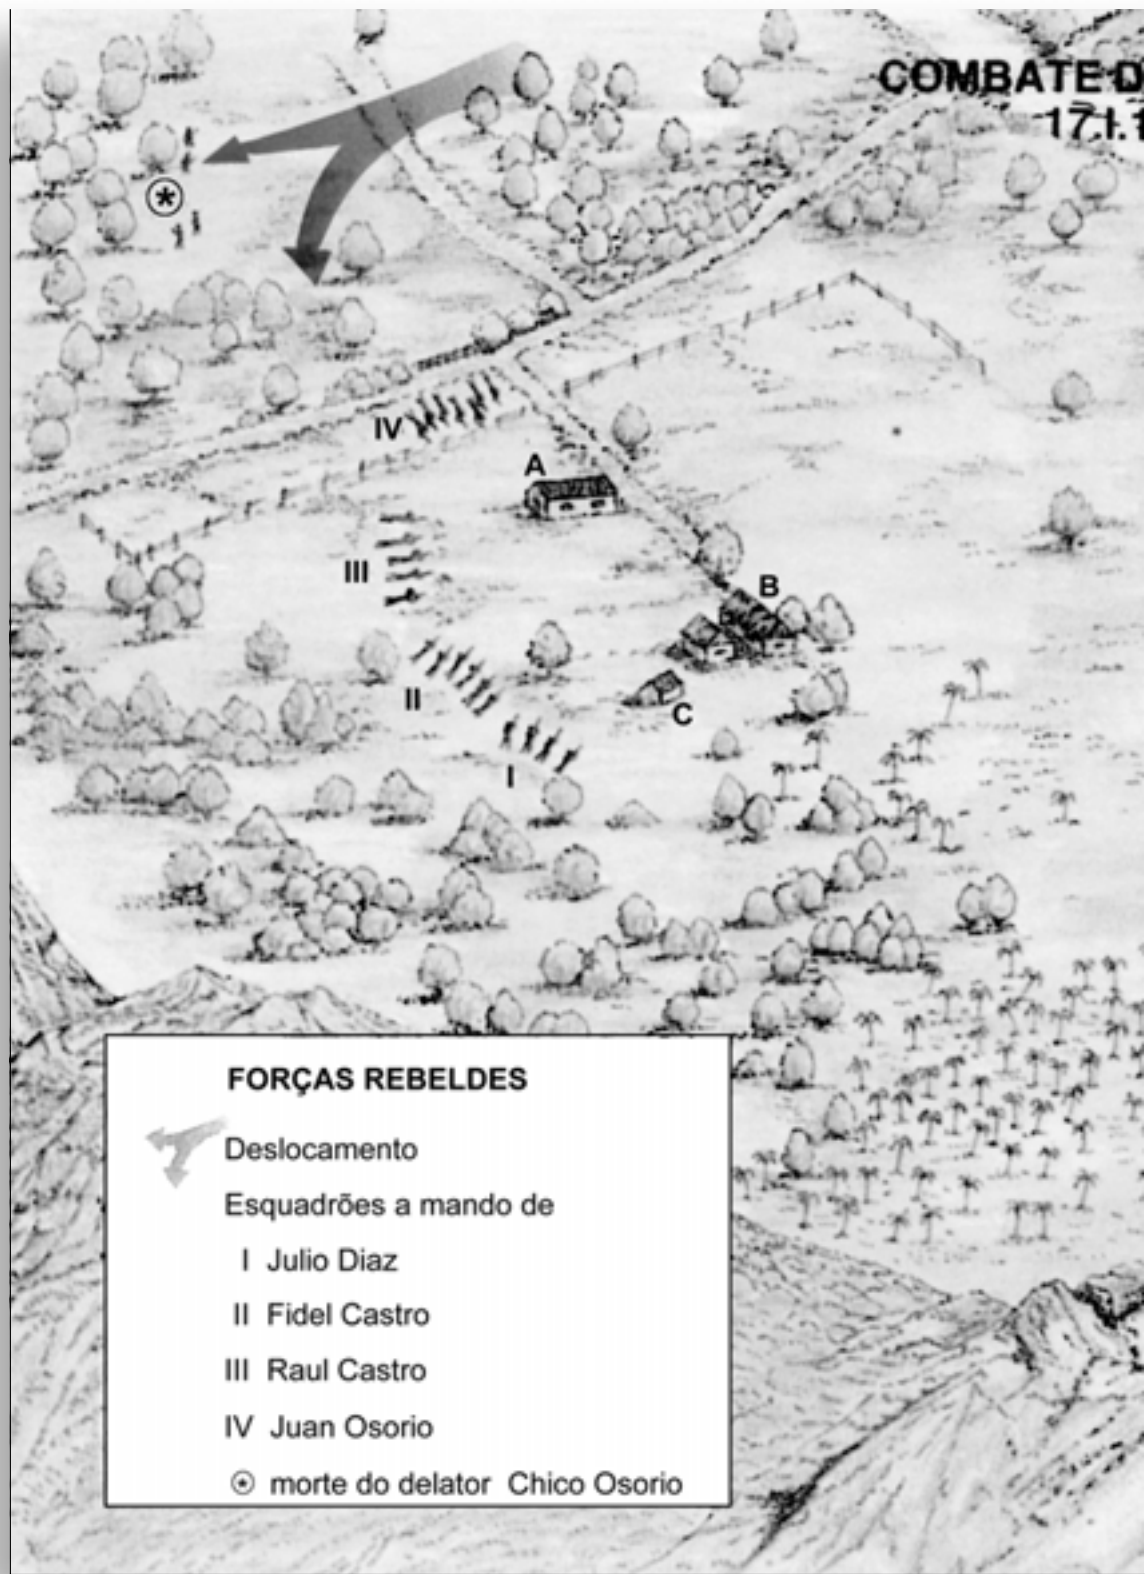 COMBATE D
17.I.1
IV
A
III
B
II
C
I
FORÇAS REBELDES
Deslocamento
Esquadrões a mando de
I Julio Diaz
II Fidel Castro
III Raul Castro
IV Juan Osorio
morte do delator Chico Osorio